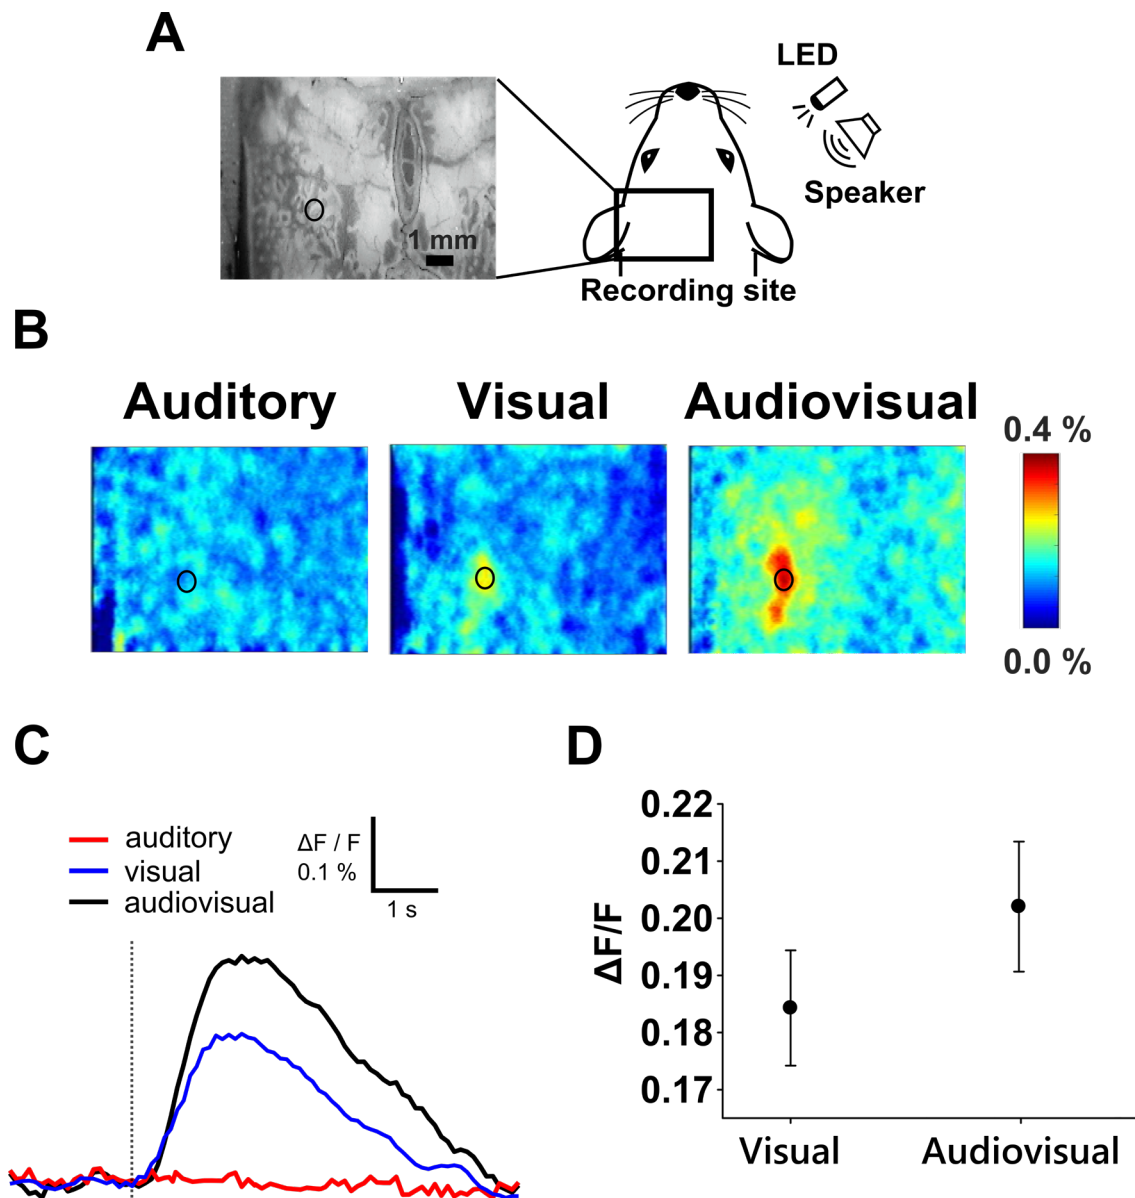 A
LED
Speaker
1 mm
Recording site
B
Auditory
Visual
Audiovisual
0.4 %
0.0 %
C
auditory
visual
audiovisual
ΔF / F
0.1 %
1 s
D
0.22
0.21
0.20
0.19
0.18
0.17
ΔF/F
Visual
Audiovisual